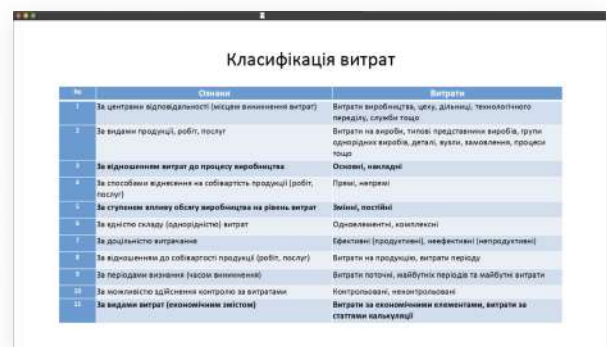 Класифікація витрат
№ Ознаки Витрати
1 За центрами відповідальності (місцем виникнення витрат) Витрати виробництва, цеху, дільниці, технологічного
переділу, служби тощо
2 За видами продукції, робіт, послуг Витрати на вироби, типові представники виробів, групи
однорідних виробів, деталі, вузли, замовлення, процеси
тощо
3 За відношенням витрат до процесу виробництва Основні, накладні
4 За способами віднесення на собівартість продукції (робіт, Прямі, непрямі
послуг)
5 За ступенем впливу обсягу виробництва на рівень витрат Змінні, постійні
6 За єдністю складу (однорідністю) витрат Одноелементні, комплексні
7 За доцільністю витрачання Ефективні (продуктивні), неефективні (непродуктивні)
8 За відношенням до собівартості продукції (робіт, послуг) Витрати на продукцію, витрати періоду
9 За періодами визнання (часом виникнення) Витрати поточні, майбутніх періодів та майбутні витрати
10 За можливістю здійснення контролю за витратами Контрольовані, неконтрольовані
11 За видами витрат (економічним змістом) Витрати за економічними елементами, витрати за
статтями калькуляції